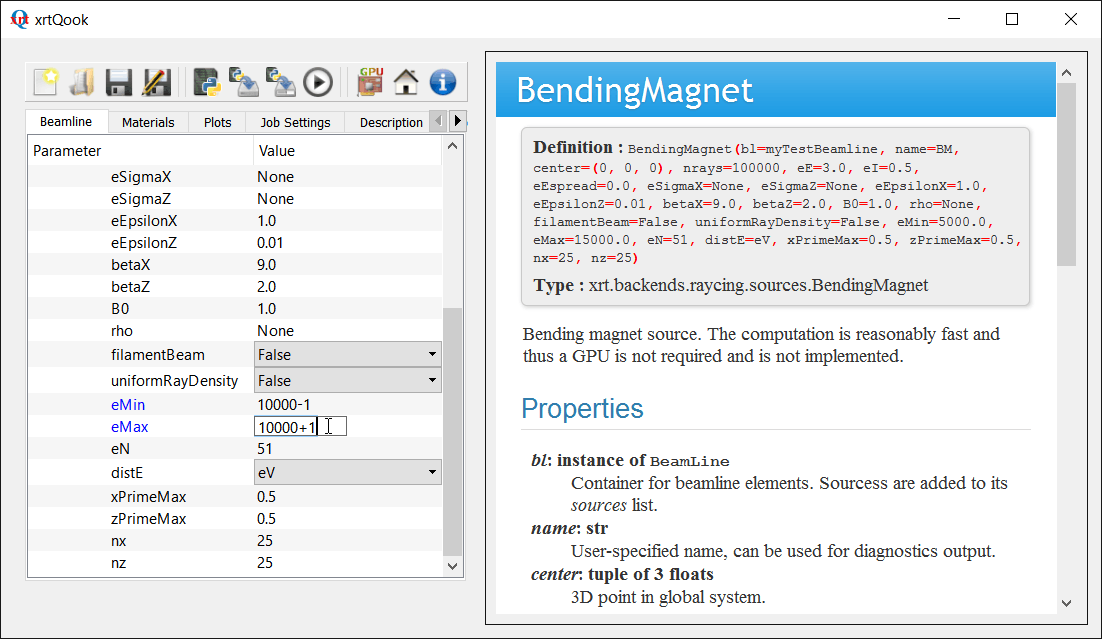 xrt xrtQook
GPU
Beamline Materials Plots Job Settings Description
Parameter Value
eSigmaX None
eSigmaZ None
eEpsilonX 1.0
eEpsilonZ 0.01
betaX 9.0
betaZ 2.0
B0 1.0
rho None
filamentBeam False
uniformRayDensity False
eMin 10000-1
eMax 10000+1
eN 51
distE eV
xPrimeMax 0.5
zPrimeMax 0.5
nx 25
nz 25
BendingMagnet
Definition : BendingMagnet(bl=myTestBeamline, name=BM,
center=(0, 0, 0), nrays=100000, eE=3.0, eI=0.5,
eEspread=0.0, eSigmaX=None, eSigmaZ=None, eEpsilonX=1.0,
eEpsilonZ=0.01, betaX=9.0, betaZ=2.0, B0=1.0, rho=None,
filamentBeam=False, uniformRayDensity=False, eMin=5000.0,
eMax=15000.0, eN=51, distE=eV, xPrimeMax=0.5, zPrimeMax=0.5,
nx=25, nz=25)
Type : xrt.backends.raycing.sources.BendingMagnet
Bending magnet source. The computation is reasonably fast and
thus a GPU is not required and is not implemented.
Properties
bl: instance of BeamLine
Container for beamline elements. Sourcess are added to its
sources list.
name: str
User-specified name, can be used for diagnostics output.
center: tuple of 3 floats
3D point in global system.